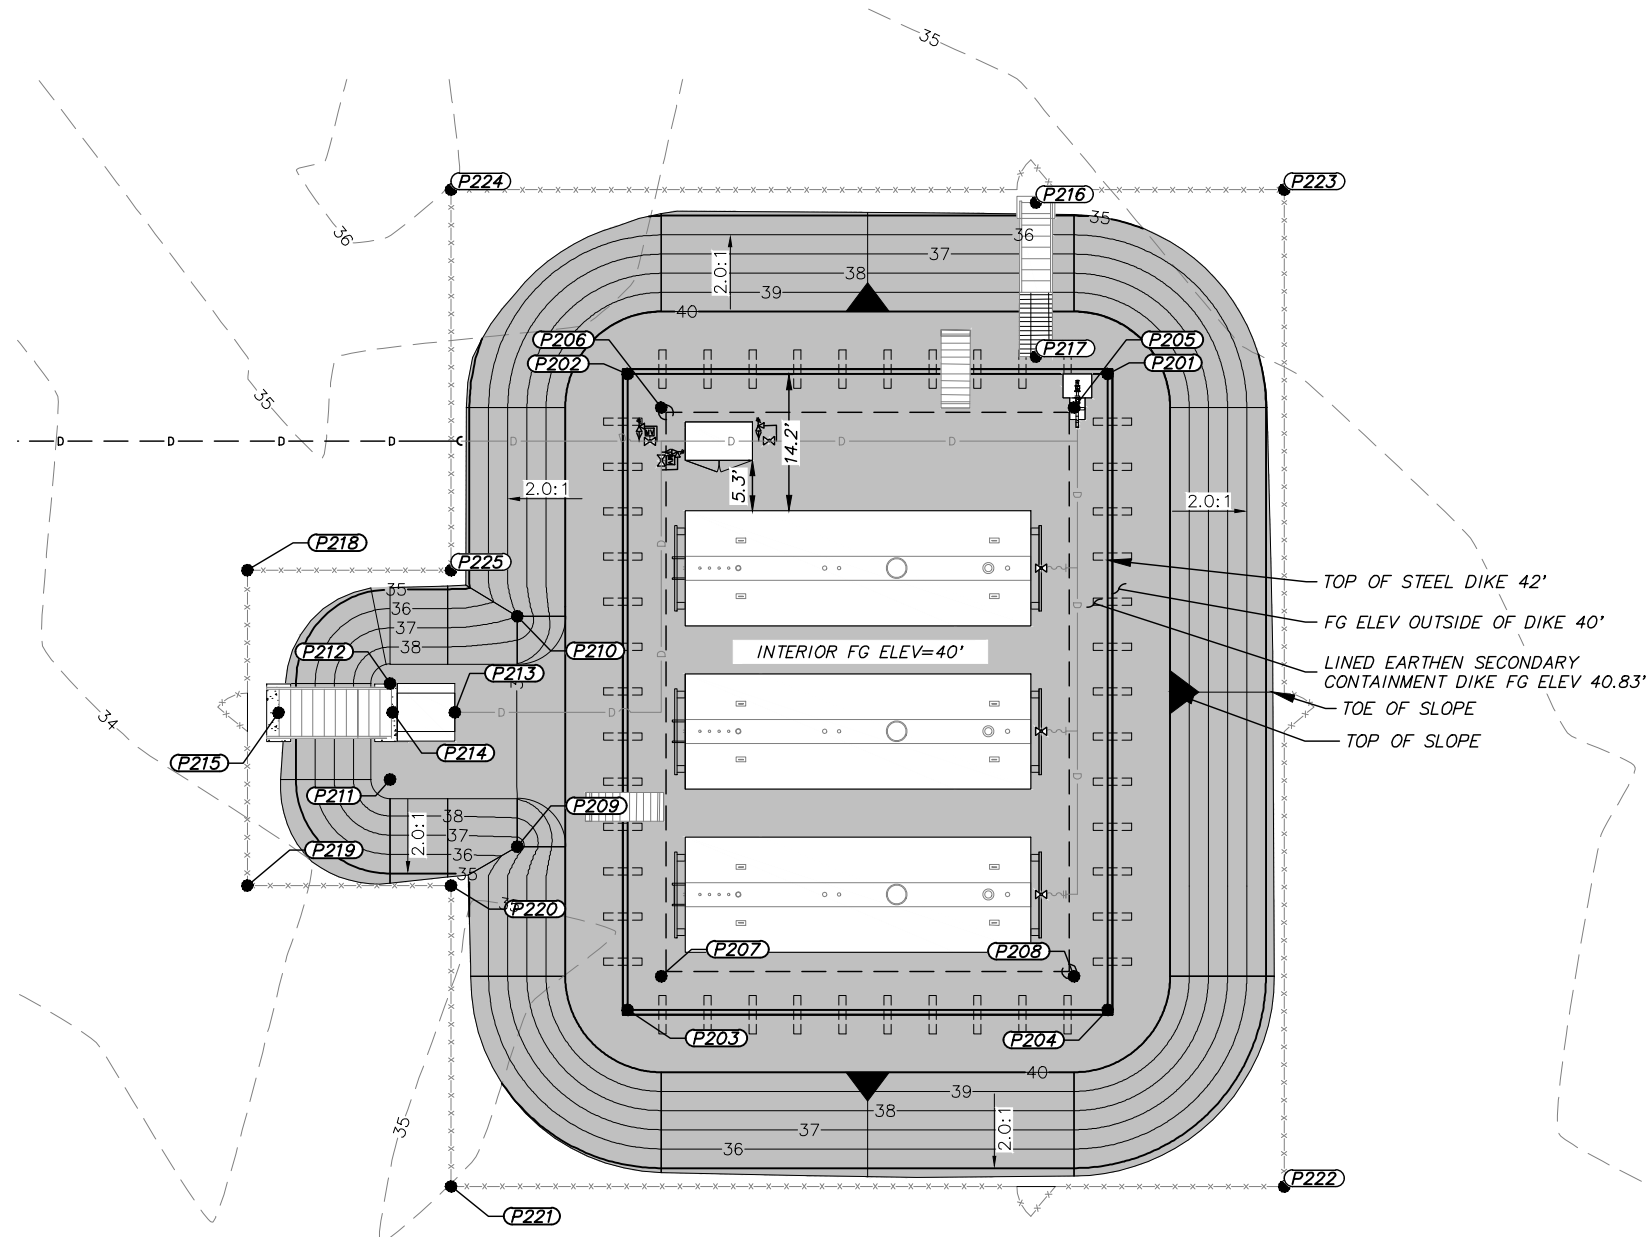 35
P224
P223
P216
35
36
36
37
2.0:1
38
39
40
P206
P205
P217
P202
P201
35
D
D
D
D
D
D
D
D
14.2'
5.3'
2.0:1
2.0:1
D
D
P218
P225
TOP OF STEEL DIKE 42'
35
36
37
38
D
FG ELEV OUTSIDE OF DIKE 40'
P212
P210
D
INTERIOR FG ELEV=40'
LINED EARTHEN SECONDARY
CONTAINMENT DIKE FG ELEV 40.83'
P213
34
D
D
TOE OF SLOPE
TOP OF SLOPE
P215
P214
D
P211
P209
38
2.0:1
37
36
P219
35
35
P220
P207
P208
P203
P204
40
39
38
35
37
2.0:1
36
P222
P221